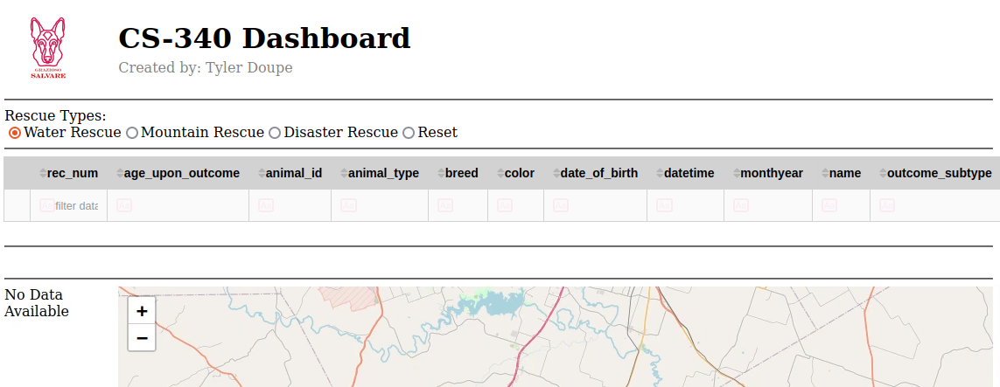 GRAZIOSO
SALVARE
CS-340 Dashboard
Created by: Tyler Doupe
Rescue Types:
Water Rescue Mountain Rescue Disaster Rescue Reset
rec_num age_upon_outcome animal_id animal_type breed color date_of_birth datetime monthyear name outcome_subtype
Aa filter data Aa Aa Aa Aa Aa Aa Aa Aa Aa Aa
No Data
Available
+
−